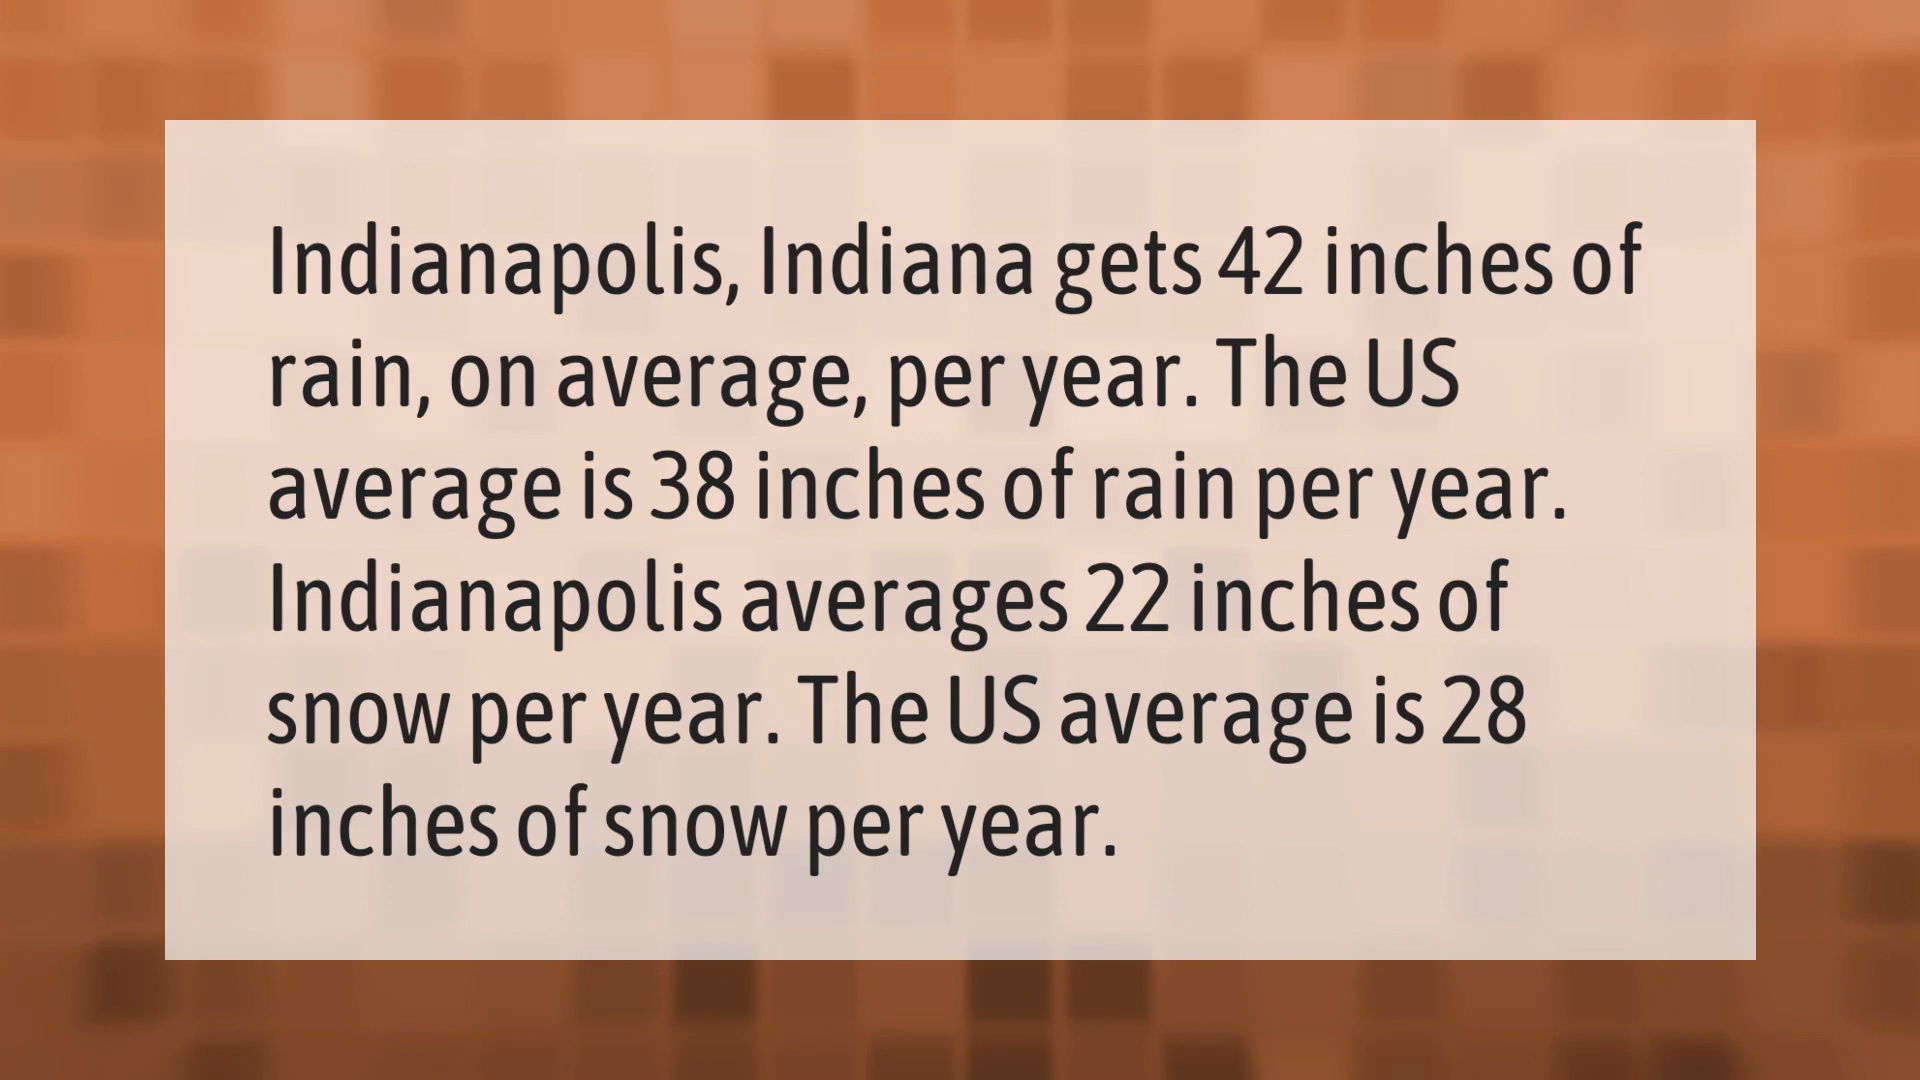 Indianapolis, Indiana gets 42 inches of
rain, on average, per year. The US
average is 38 inches of rain per year.
Indianapolis averages 22 inches of
snow per year. The US average is 28
inches of snow per year.